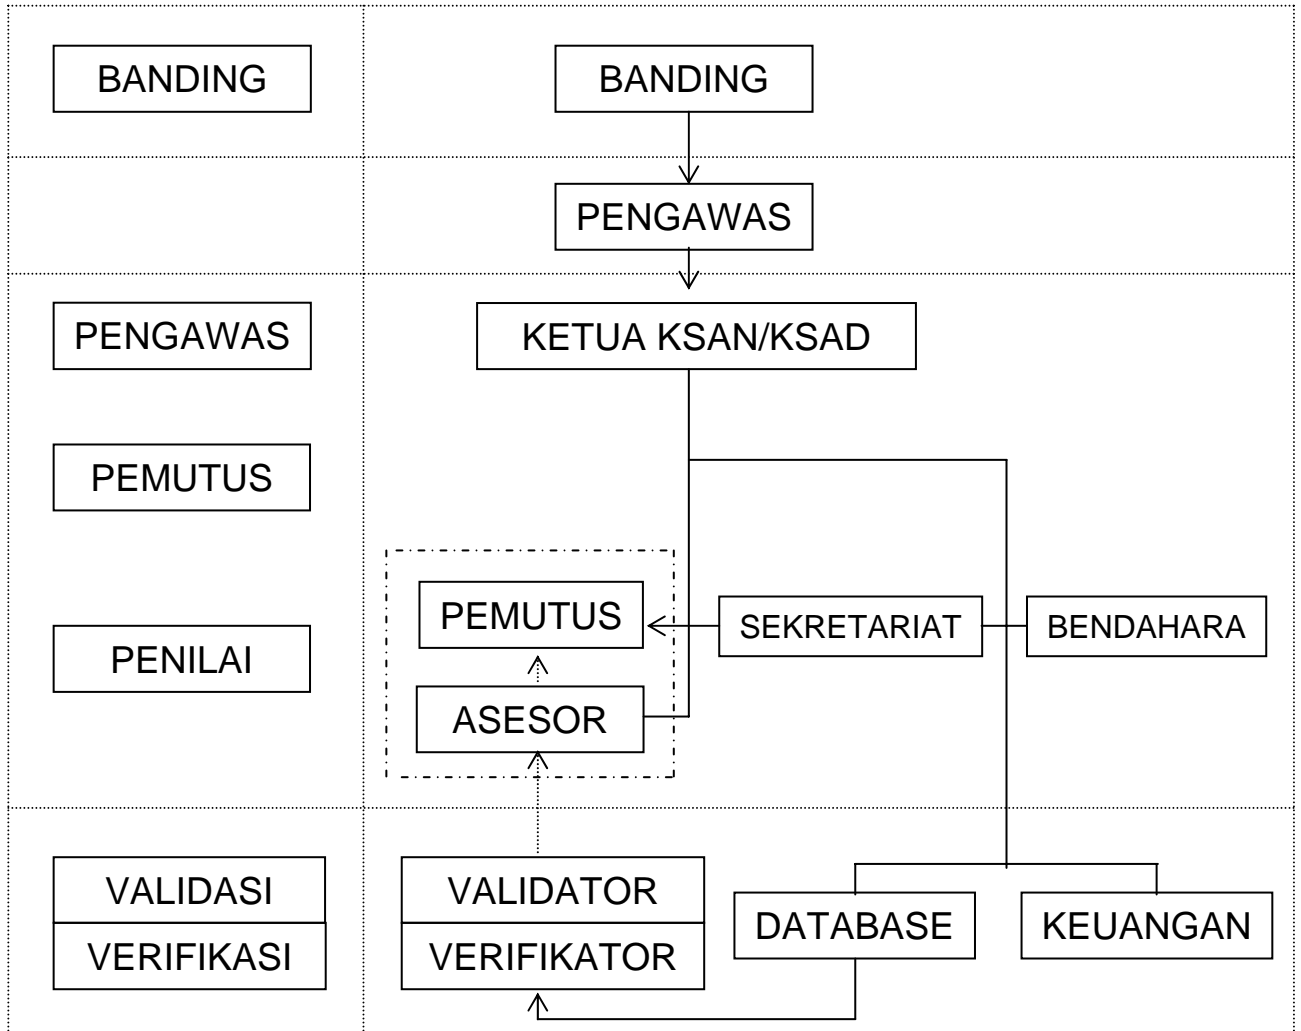 BANDING
BANDING
PENGAWAS
PENGAWAS
KETUA KSAN/KSAD
PEMUTUS
PEMUTUS
SEKRETARIAT
BENDAHARA
PENILAI
ASESOR
VALIDASI
VALIDATOR
DATABASE
KEUANGAN
VERIFIKASI
VERIFIKATOR